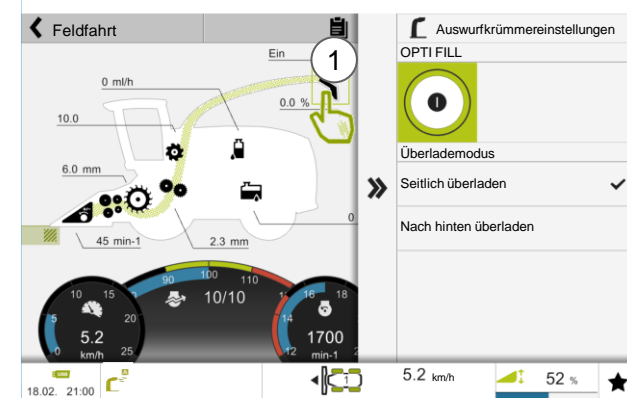 Feldfahrt
Ein
1
0 ml/h
0.0 %
10.0
6.0 mm
0
45 min-1
2.3 mm
90
100
110
10/10
5
10
15
20
25
0
5.2
km/h
12
14
16
18
1700
min-1
Auswurfkrümmereinstellungen
OPTI FILL
Überlademodus
Seitlich überladen
Nach hinten überladen
18.02. 21:00
A
1
5.2 km/h
52 %